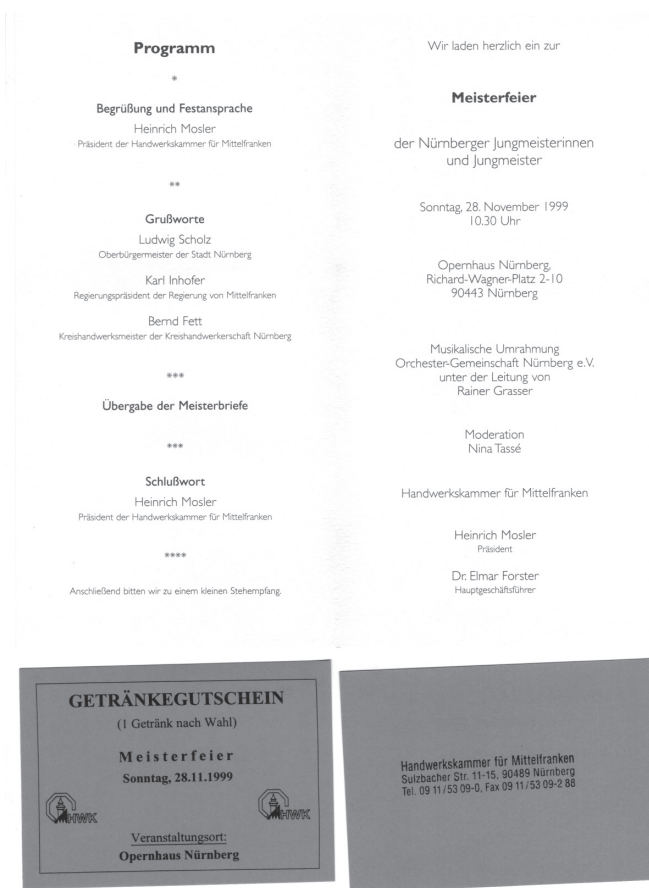 Programm
*
Begrüßung und Festansprache
Heinrich Mosler
Präsident der Handwerkskammer für Mittelfranken
**
Grußworte
Ludwig Scholz
Oberbürgermeister der Stadt Nürnberg
Karl Inhofer
Regierungspräsident der Regierung von Mittelfranken
Bernd Fett
Kreishandwerksmeister der Kreishandwerkerschaft Nürnberg
***
Übergabe der Meisterbriefe
***
Schlußwort
Heinrich Mosler
Präsident der Handwerkskammer für Mittelfranken
****
Anschließend bitten wir zu einem kleinen Stehempfang.
Wir laden herzlich ein zur
Meisterfeier
der Nürnberger Jungmeisterinnen
und Jungmeister
Sonntag, 28. November 1999
10.30 Uhr
Opernhaus Nürnberg,
Richard-Wagner-Platz 2-10
90443 Nürnberg
Musikalische Umrahmung
Orchester-Gemeinschaft Nürnberg e.V.
unter der Leitung von
Rainer Grasser
Moderation
Nina Tassé
Handwerkskammer für Mittelfranken
Heinrich Mosler
Präsident
Dr. Elmar Forster
Hauptgeschäftsführer
GETRÄNKEGUTSCHEIN
(1 Getränk nach Wahl)
Meisterfeier
Sonntag, 28.11.1999
HWK
HWK
Veranstaltungsort:
Opernhaus Nürnberg
Handwerkskammer für Mittelfranken
Sulzbacher Str. 11-15, 90489 Nürnberg
Tel. 09 11/53 09-0, Fax 09 11/53 09-2 88